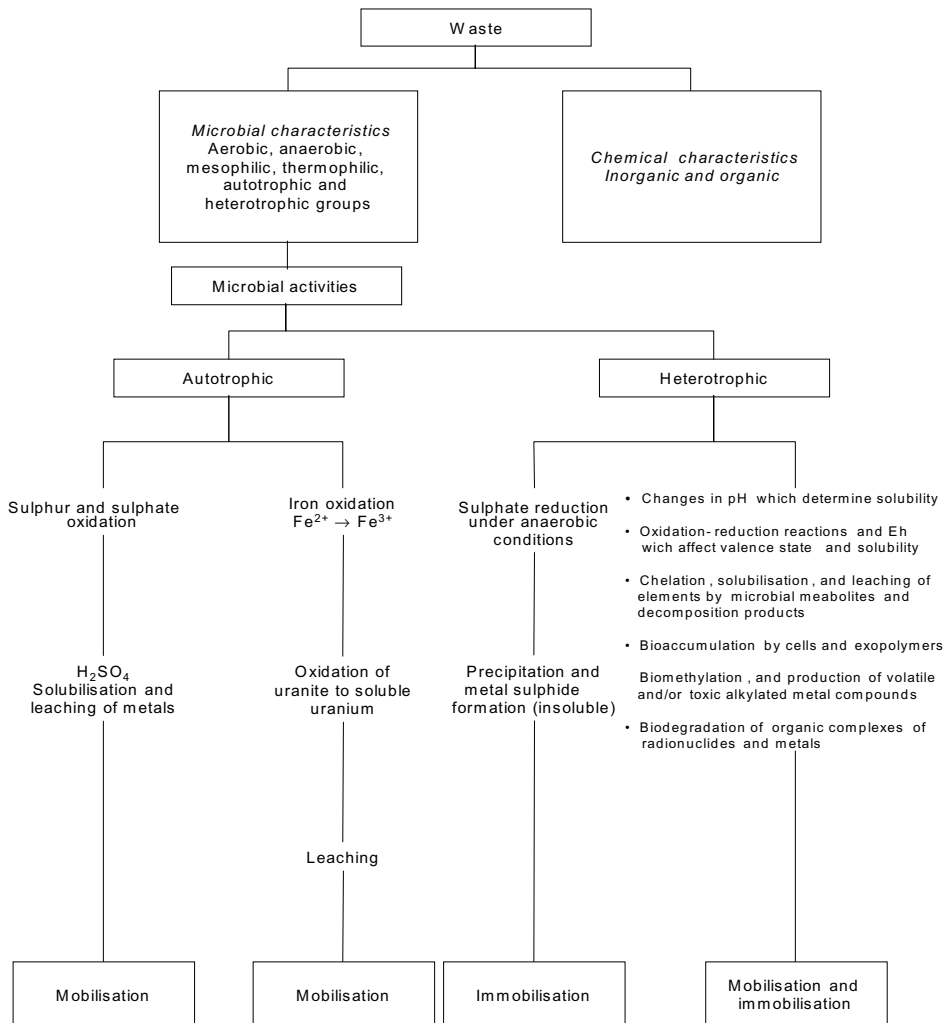 Waste
Microbial characteristics
Aerobic, anaerobic,
mesophilic, thermophilic,
autotrophic and
heterotrophic groups
Chemical characteristics
Inorganic and organic
Microbial activities
Autotrophic
Heterotrophic
Sulphur and sulphate
oxidation
Iron oxidation
Fe²⁺ → Fe³⁺
Sulphate reduction
under anaerobic
conditions
• Changes in pH which determine solubility
• Oxidation-reduction reactions and Eh
wich affect valence state and solubility
• Chelation, solubilisation, and leaching of
elements by microbial meabolites and
decomposition products
• Bioaccumulation by cells and exopolymers
Biomethylation, and production of volatile
and/or toxic alkylated metal compounds
• Biodegradation of organic complexes of
radionuclides and metals
H₂SO₄
Solubilisation and
leaching of metals
Oxidation of
uranite to soluble
uranium
Precipitation and
metal sulphide
formation (insoluble)
Leaching
Mobilisation
Mobilisation
Immobilisation
Mobilisation and
immobilisation